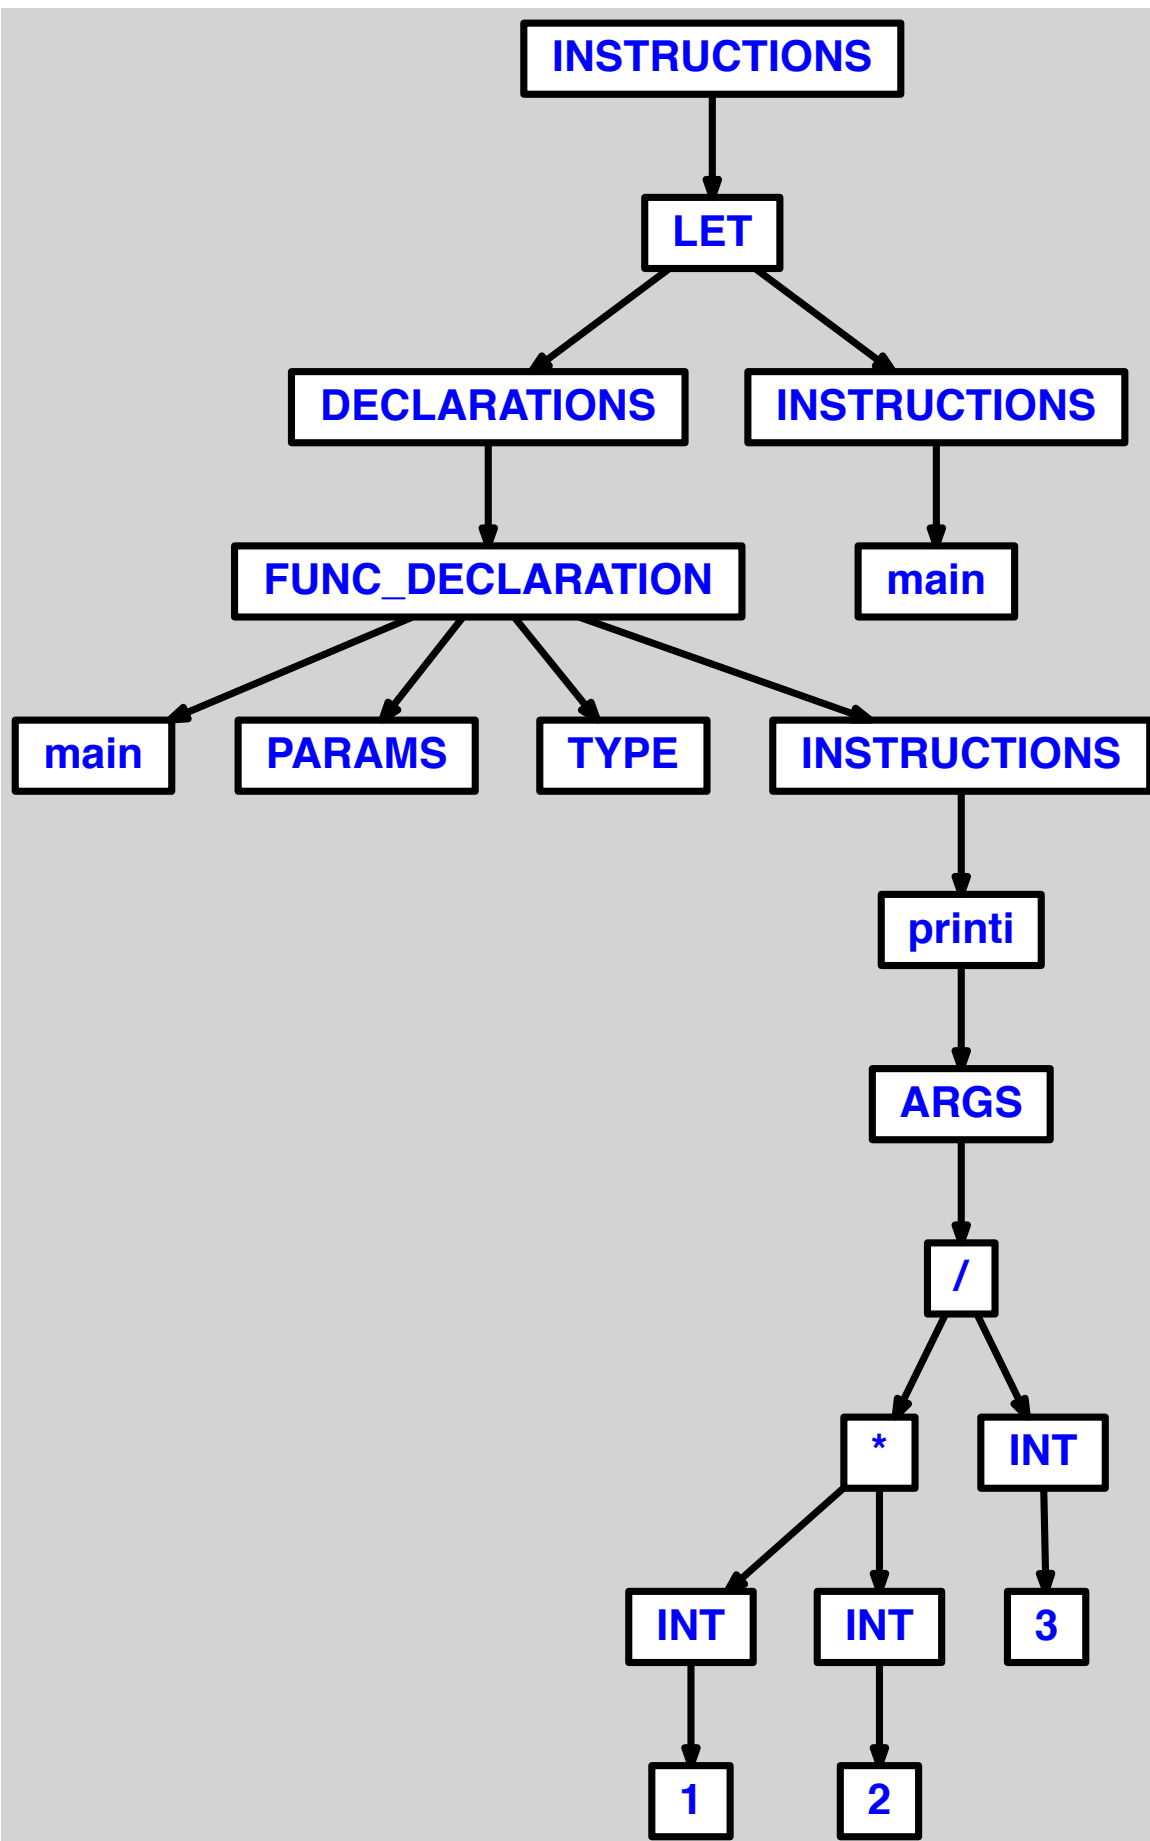 INSTRUCTIONS
LET
DECLARATIONS
INSTRUCTIONS
FUNC_DECLARATION
main
main
PARAMS
TYPE
INSTRUCTIONS
printi
ARGS
/
*
INT
INT
INT
3
1
2